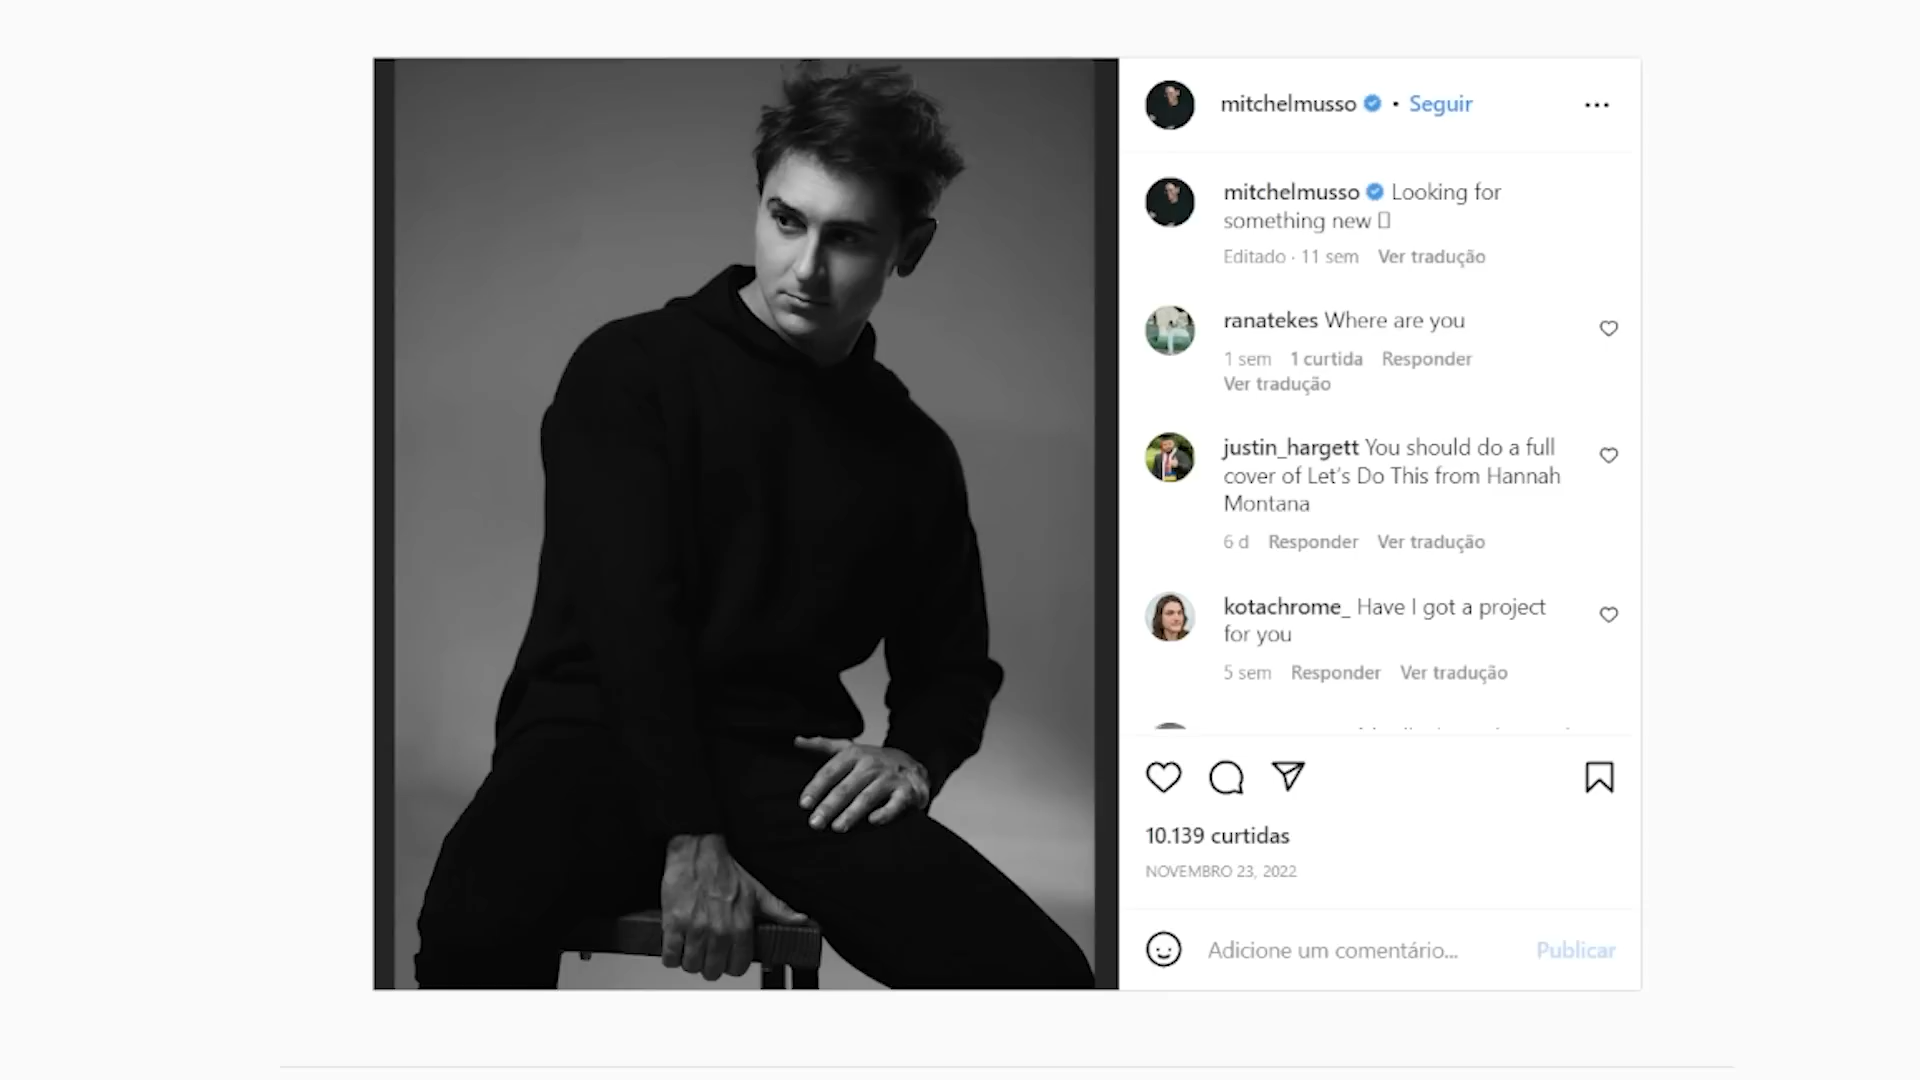 mitchelmusso • Seguir
mitchelmusso Looking for
something new
Editado · 11 sem Ver tradução
ranatekes Where are you
1 sem 1 curtida Responder
Ver tradução
justin_hargett You should do a full
cover of Let's Do This from Hannah
Montana
6 d Responder Ver tradução
kotachrome_ Have I got a project
for you
5 sem Responder Ver tradução
10.139 curtidas
NOVEMBRO 23, 2022
Adicione um comentário... Publicar